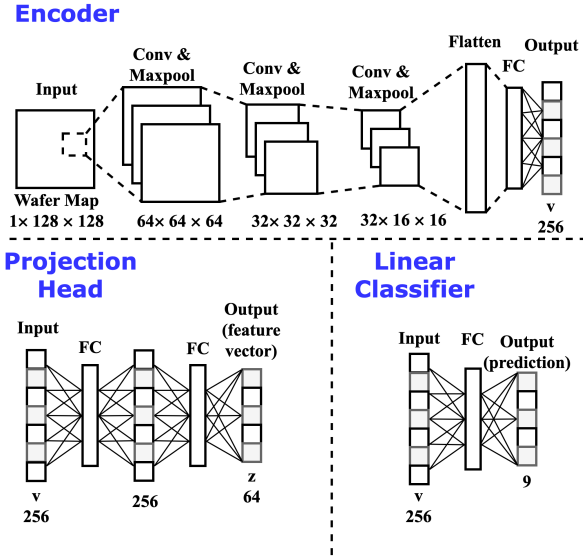 Encoder
Input
Conv &
Maxpool
Conv &
Maxpool
Conv &
Maxpool
Flatten
FC
Output
Wafer Map
1× 128 × 128
64× 64 × 64
32× 32 × 32
32× 16 × 16
v
256
Projection
Head
Input
FC
FC
Output
(feature
vector)
v
256
256
z
64
Linear
Classifier
Input
FC
Output
(prediction)
v
256
9